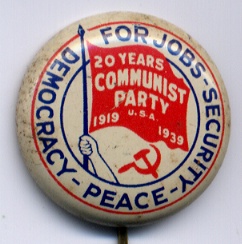 FOR JOBS-SECURITY
-PEACE-
DEMOCRACY
20 YEARS
COMMUNIST
PARTY
U.S.A.
1919
1939